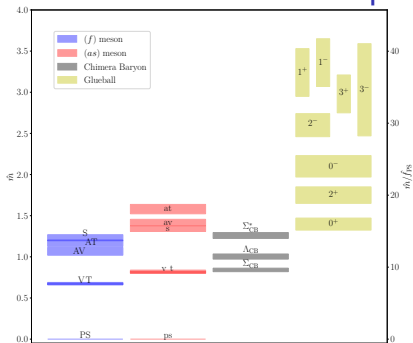 (f) meson
(as) meson
Chimera Baryon
Glueball
4.0
3.5
3.0
2.5
2.0
1.5
1.0
0.5
0.0
m̂
40
30
20
10
0
m̂/f̂PS
1⁺
1⁻
3⁺
3⁻
2⁻
0⁻
2⁺
0⁺
S
AT
AV
VT
PS
at
av
s
v t
ps
Σ*CB
ΛCB
ΣCB